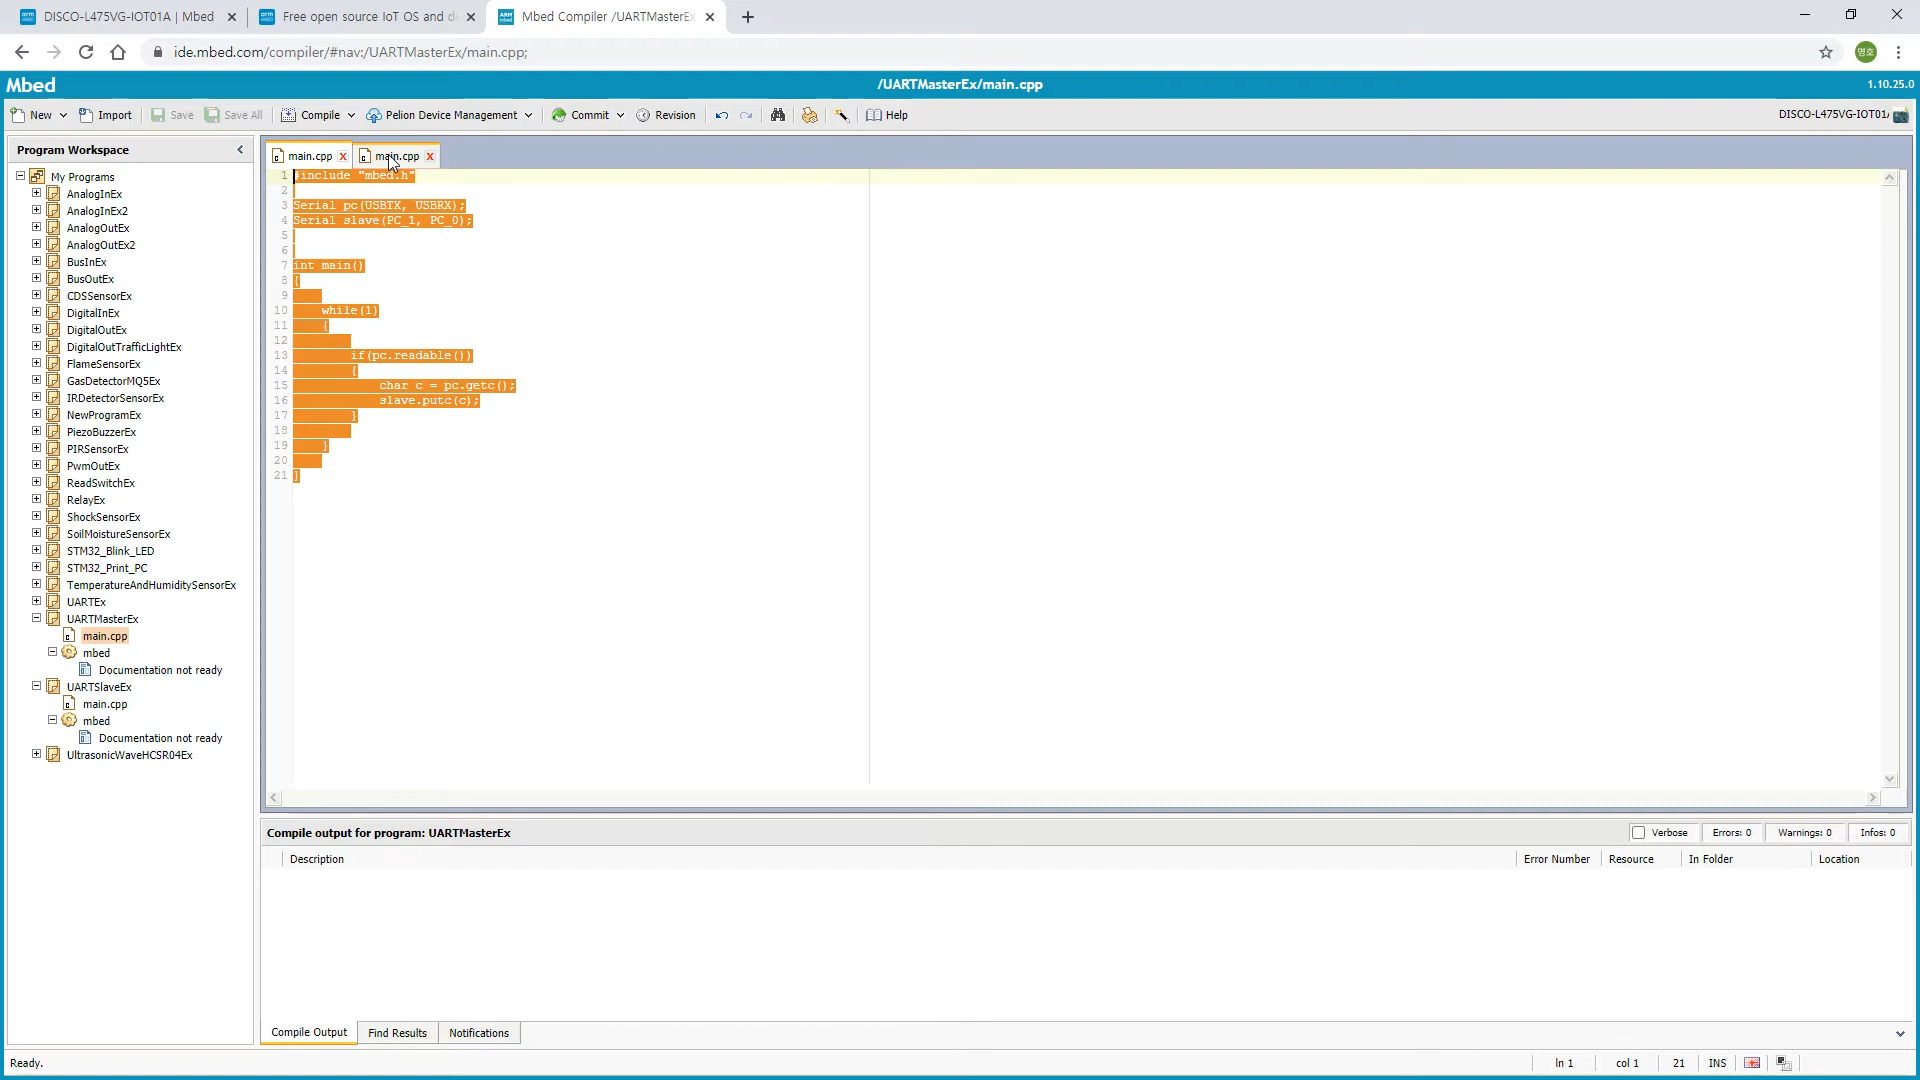 DISCO-L475VG-IOT01A | Mbed
Free open source IoT OS and d
Mbed Compiler /UARTMasterEx
ide.mbed.com/compiler/#nav:/UARTMasterEx/main.cpp;
명호
Mbed
/UARTMasterEx/main.cpp
1.10.25.0
New
Import
Save
Save All
Compile
Pelion Device Management
Commit
Revision
Help
DISCO-L475VG-IOT01A
Program Workspace
main.cpp
main.cpp
My Programs
AnalogInEx
AnalogInEx2
AnalogOutEx
AnalogOutEx2
BusInEx
BusOutEx
CDSSensorEx
DigitalInEx
DigitalOutEx
DigitalOutTrafficLightEx
FlameSensorEx
GasDetectorMQ5Ex
IRDetectorSensorEx
NewProgramEx
PiezoBuzzerEx
PIRSensorEx
PwmOutEx
ReadSwitchEx
RelayEx
ShockSensorEx
SoilMoistureSensorEx
STM32_Blink_LED
STM32_Print_PC
TemperatureAndHumiditySensorEx
UARTEx
UARTMasterEx
main.cpp
mbed
Documentation not ready
UARTSlaveEx
main.cpp
mbed
Documentation not ready
UltrasonicWaveHCSR04Ex
1 #include "mbed.h"
2
3 Serial pc(USBTX, USBRX);
4 Serial slave(PC_1, PC_0);
5
6
7 int main()
8 {
9
10 while(1)
11 {
12
13 if(pc.readable())
14 {
15 char c = pc.getc();
16 slave.putc(c);
17 }
18
19 }
20
21 }
Compile output for program: UARTMasterEx
Verbose
Errors: 0
Warnings: 0
Infos: 0
Description
Error Number
Resource
In Folder
Location
Compile Output
Find Results
Notifications
Ready.
ln 1
col 1
21
INS